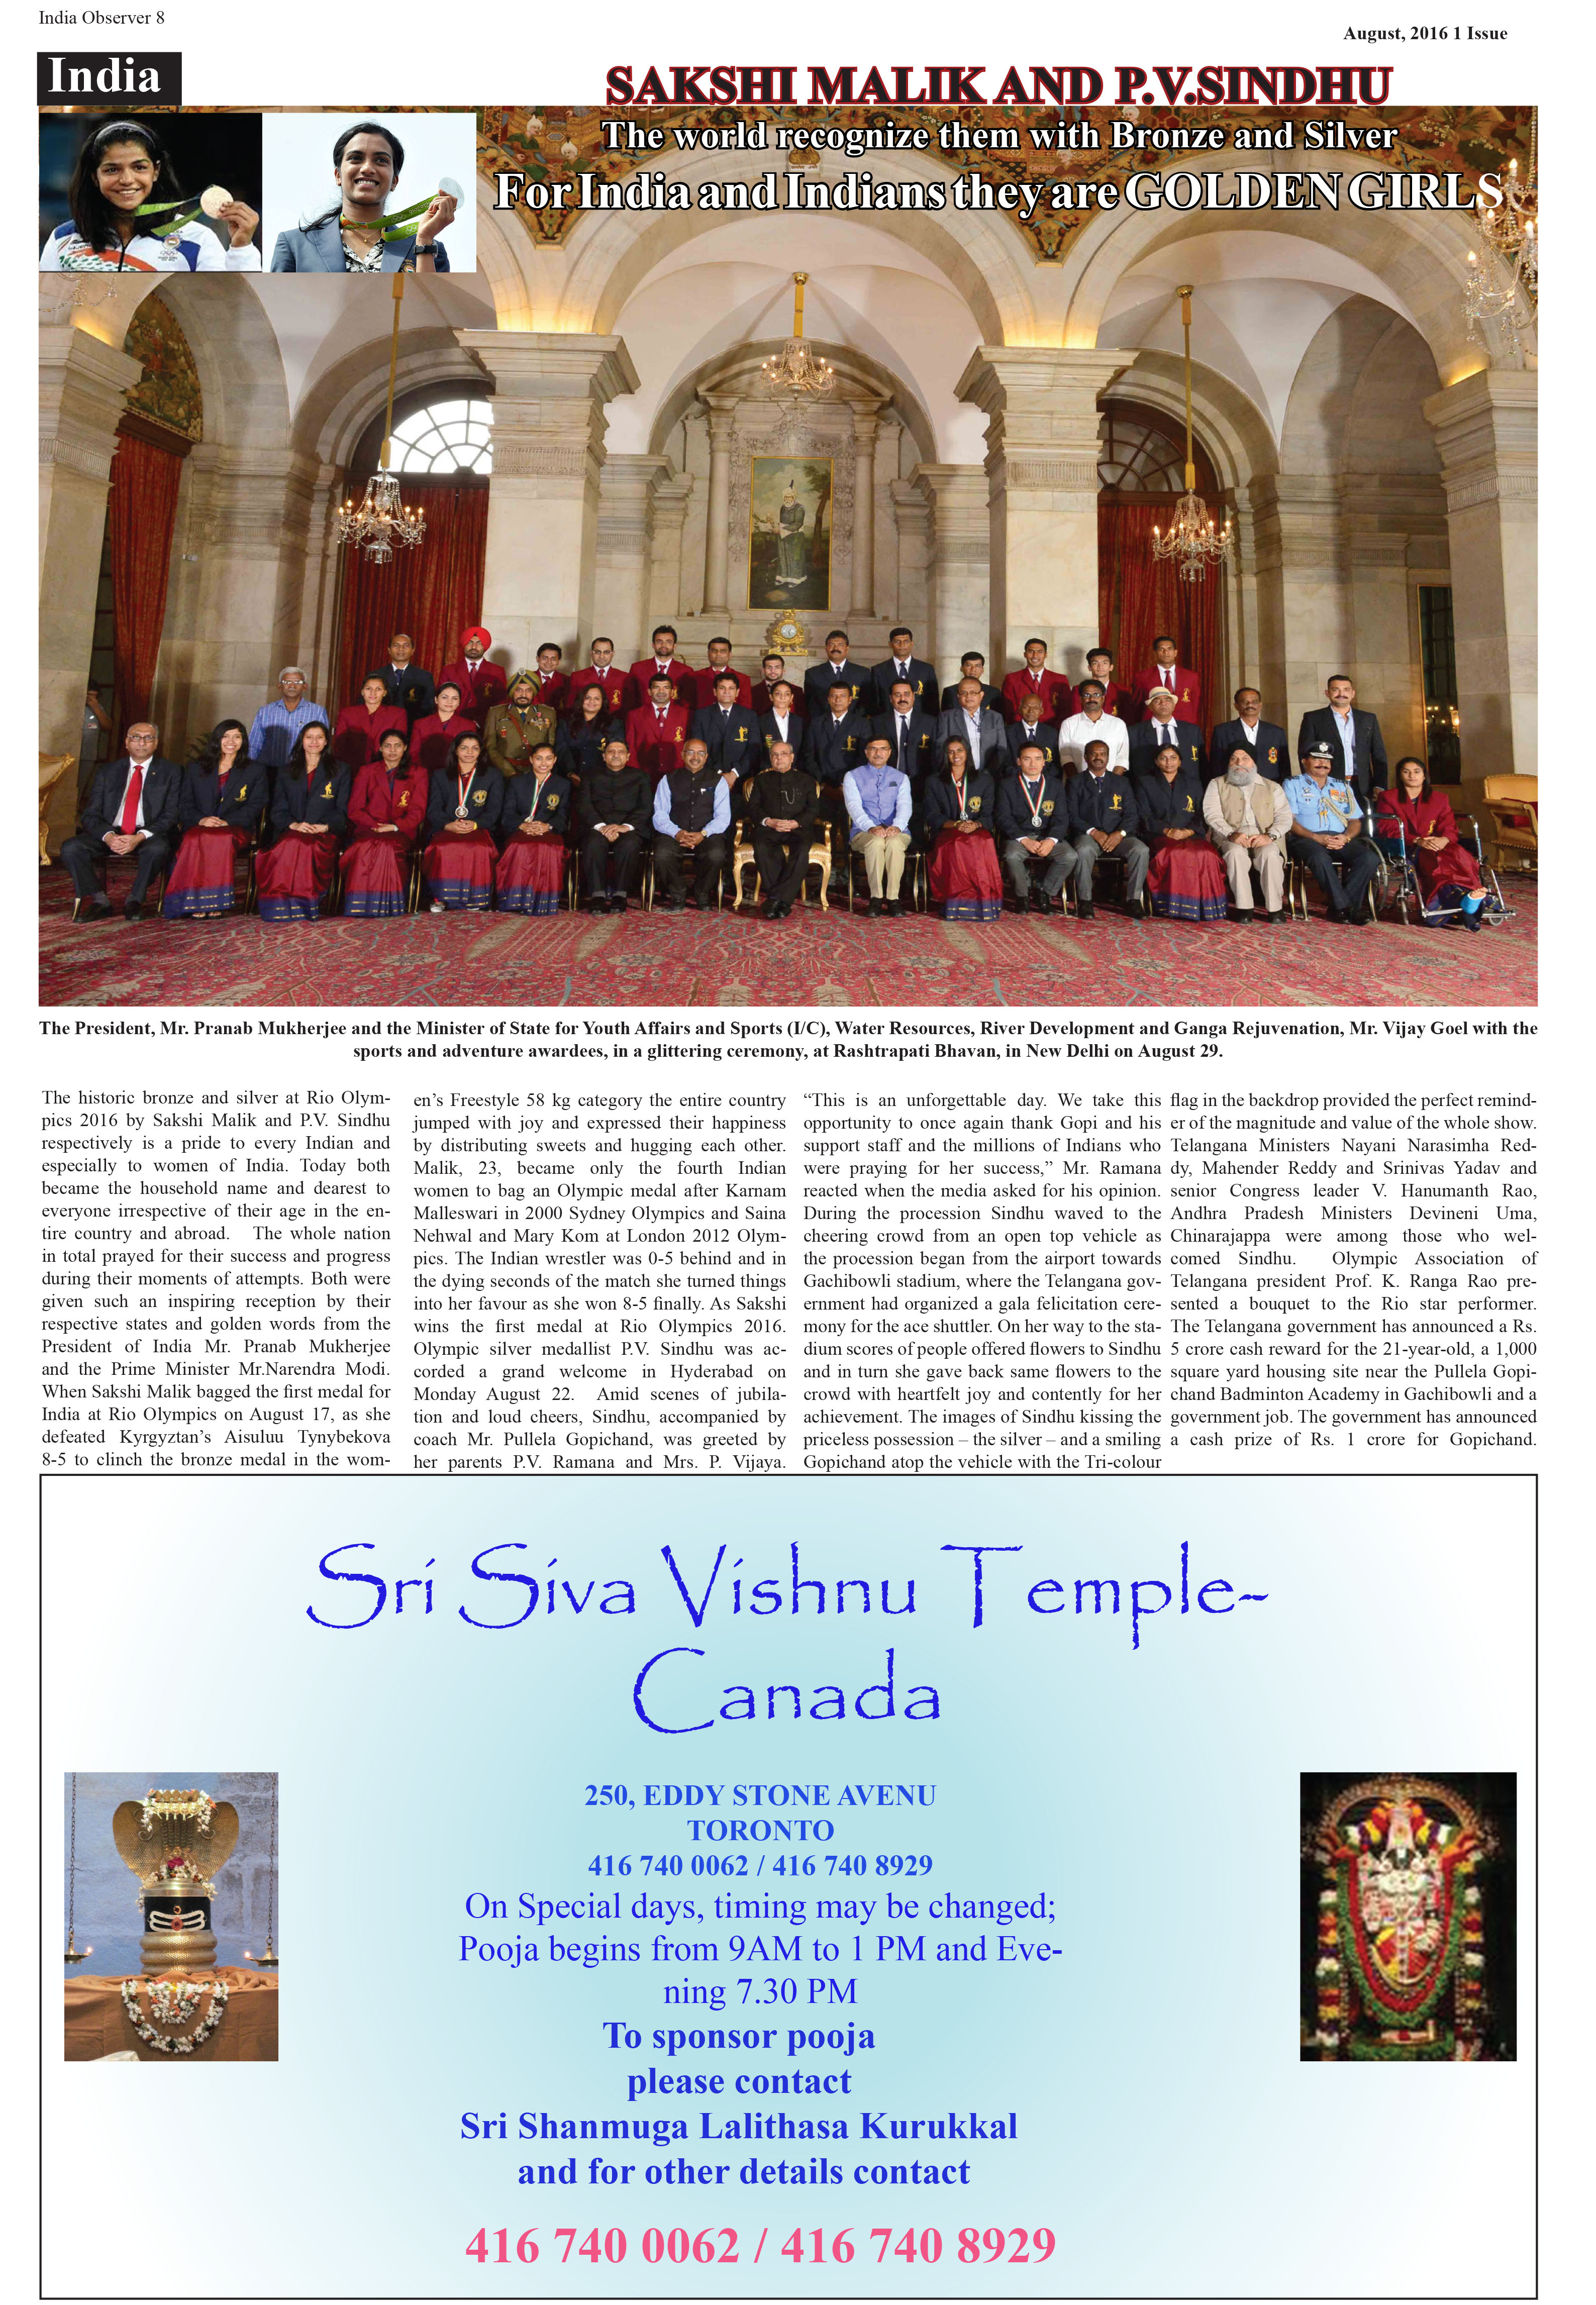 India Observer 8
August, 2016 1 Issue
India
SAKSHI MALIK AND P.V.SINDHU
The world recognize them with Bronze and Silver
For India and Indians they are GOLDEN GIRLS
The President, Mr. Pranab Mukherjee and the Minister of State for Youth Affairs and Sports (I/C), Water Resources, River Development and Ganga Rejuvenation, Mr. Vijay Goel with the
sports and adventure awardees, in a glittering ceremony, at Rashtrapati Bhavan, in New Delhi on August 29.
The historic bronze and silver at Rio Olym-
pics 2016 by Sakshi Malik and P.V. Sindhu
respectively is a pride to every Indian and
especially to women of India. Today both
became the household name and dearest to
everyone irrespective of their age in the en-
tire country and abroad. The whole nation
in total prayed for their success and progress
during their moments of attempts. Both were
given such an inspiring reception by their
respective states and golden words from the
President of India Mr. Pranab Mukherjee
and the Prime Minister Mr.Narendra Modi.
When Sakshi Malik bagged the first medal for
India at Rio Olympics on August 17, as she
defeated Kyrgyztan’s Aisuluu Tynybekova
8-5 to clinch the bronze medal in the wom-
en’s Freestyle 58 kg category the entire country
jumped with joy and expressed their happiness
by distributing sweets and hugging each other.
Malik, 23, became only the fourth Indian
women to bag an Olympic medal after Karnam
Malleswari in 2000 Sydney Olympics and Saina
Nehwal and Mary Kom at London 2012 Olym-
pics. The Indian wrestler was 0-5 behind and in
the dying seconds of the match she turned things
into her favour as she won 8-5 finally. As Sakshi
wins the first medal at Rio Olympics 2016.
Olympic silver medallist P.V. Sindhu was ac-
corded a grand welcome in Hyderabad on
Monday August 22. Amid scenes of jubila-
tion and loud cheers, Sindhu, accompanied by
coach Mr. Pullela Gopichand, was greeted by
her parents P.V. Ramana and Mrs. P. Vijaya.
“This is an unforgettable day. We take this
opportunity to once again thank Gopi and his
support staff and the millions of Indians who
were praying for her success,” Mr. Ramana
reacted when the media asked for his opinion.
During the procession Sindhu waved to the
cheering crowd from an open top vehicle as
the procession began from the airport towards
Gachibowli stadium, where the Telangana gov-
ernment had organized a gala felicitation cere-
mony for the ace shuttler. On her way to the sta-
dium scores of people offered flowers to Sindhu
and in turn she gave back same flowers to the
crowd with heartfelt joy and contently for her
achievement. The images of Sindhu kissing the
priceless possession – the silver – and a smiling
Gopichand atop the vehicle with the Tri-colour
flag in the backdrop provided the perfect remind-
er of the magnitude and value of the whole show.
Telangana Ministers Nayani Narasimha Red-
dy, Mahender Reddy and Srinivas Yadav and
senior Congress leader V. Hanumanth Rao,
Andhra Pradesh Ministers Devineni Uma,
Chinarajappa were among those who wel-
comed Sindhu. Olympic Association of
Telangana president Prof. K. Ranga Rao pre-
sented a bouquet to the Rio star performer.
The Telangana government has announced a Rs.
5 crore cash reward for the 21-year-old, a 1,000
square yard housing site near the Pullela Gopi-
chand Badminton Academy in Gachibowli and a
government job. The government has announced
a cash prize of Rs. 1 crore for Gopichand.
Sri Siva Vishnu Temple-
Canada
250, EDDY STONE AVENU
TORONTO
416 740 0062 / 416 740 8929
On Special days, timing may be changed;
Pooja begins from 9AM to 1 PM and Eve-
ning 7.30 PM
To sponsor pooja
please contact
Sri Shanmuga Lalithasa Kurukkal
and for other details contact
416 740 0062 / 416 740 8929